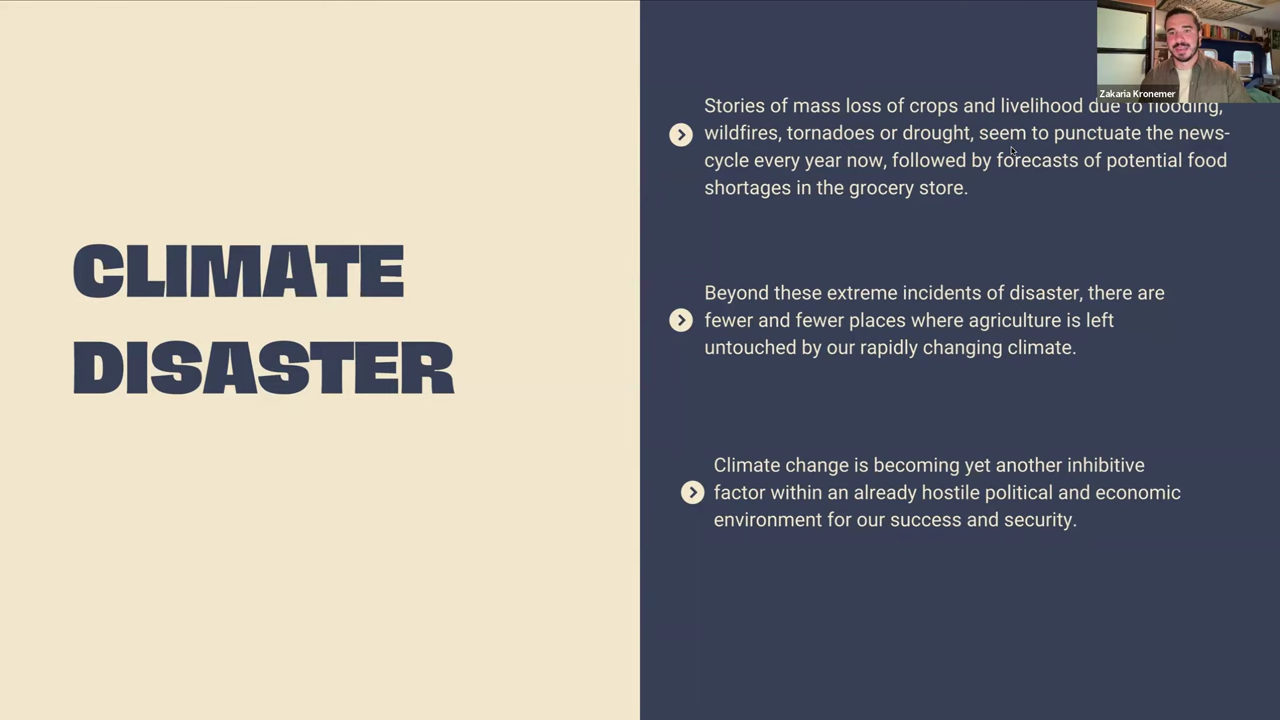 Zakaria Kronemer
CLIMATE
DISASTER
Stories of mass loss of crops and livelihood due to flooding,
wildfires, tornadoes or drought, seem to punctuate the news-
cycle every year now, followed by forecasts of potential food
shortages in the grocery store.
Beyond these extreme incidents of disaster, there are
fewer and fewer places where agriculture is left
untouched by our rapidly changing climate.
Climate change is becoming yet another inhibitive
factor within an already hostile political and economic
environment for our success and security.